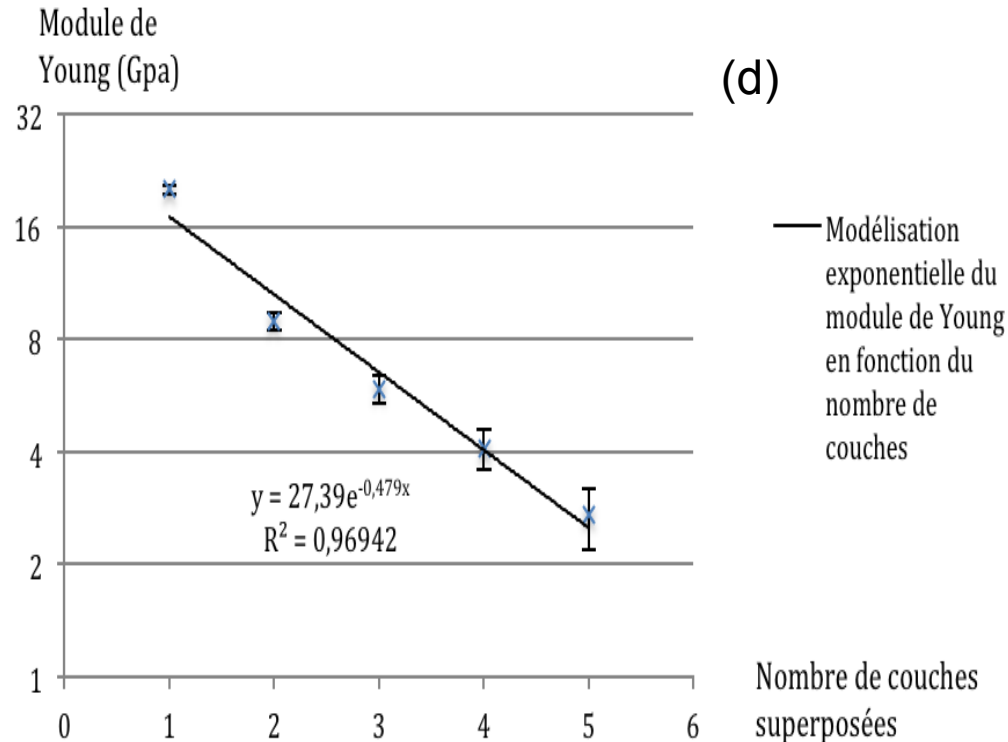 Module de
Young (Gpa)
(d)
32
16
8
4
2
1
0 1 2 3 4 5 6
y = 27,39e^-0,479x
R² = 0,96942
Modélisation
exponentielle du
module de Young
en fonction du
nombre de
couches
Nombre de couches
superposées